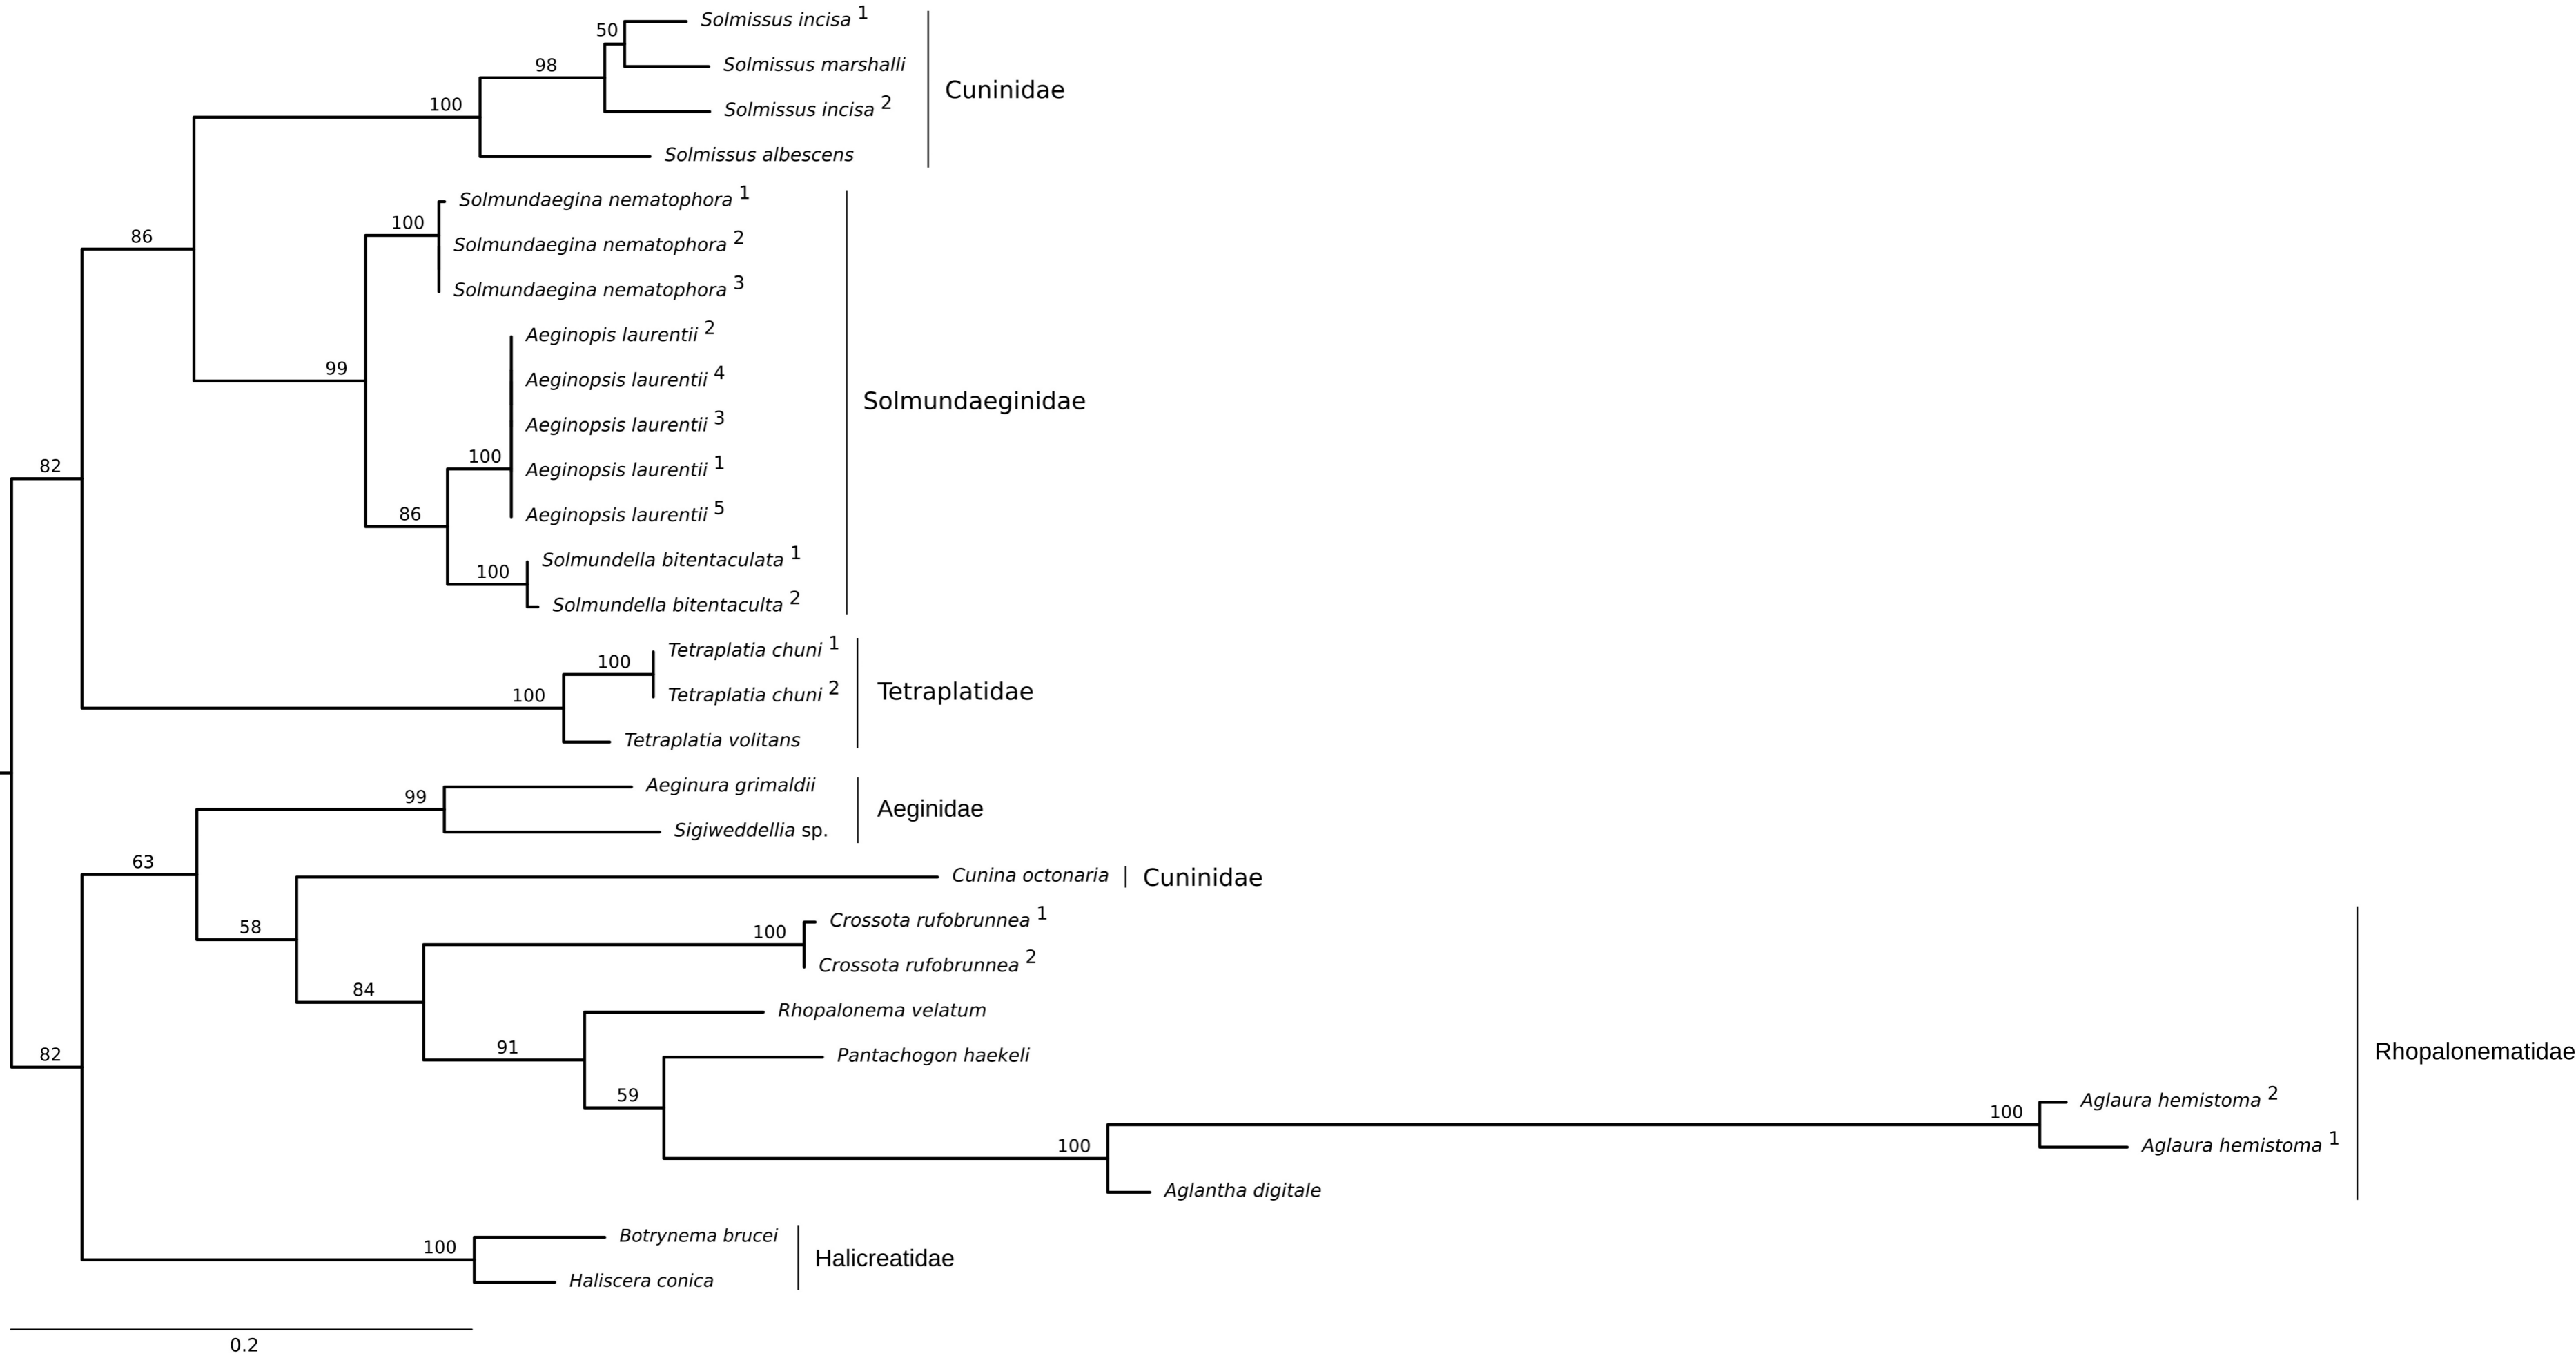 Solmissus incisa 1
50
Solmissus marshalli
98
Cuninidae
100
Solmissus incisa 2
Solmissus albescens
Solmundaegina nematophora 1
100
86
Solmundaegina nematophora 2
Solmundaegina nematophora 3
Aeginopis laurentii 2
99
Aeginopsis laurentii 4
Solmundaeginidae
Aeginopsis laurentii 3
100
82
Aeginopsis laurentii 1
86
Aeginopsis laurentii 5
Solmundella bitentaculata 1
100
Solmundella bitentaculta 2
Tetraplatia chuni 1
100
100
Tetraplatia chuni 2
Tetraplatidae
Tetraplatia volitans
Aeginura grimaldii
99
Aeginidae
Sigiweddellia sp.
63
Cunina octonaria
Cuninidae
58
Crossota rufobrunnea 1
100
Crossota rufobrunnea 2
84
Rhopalonema velatum
91
82
Pantachogon haekeli
Rhopalonematidae
59
Aglaura hemistoma 2
100
100
Aglaura hemistoma 1
Aglantha digitale
Botrynema brucei
100
Halicreatidae
Haliscera conica
0.2